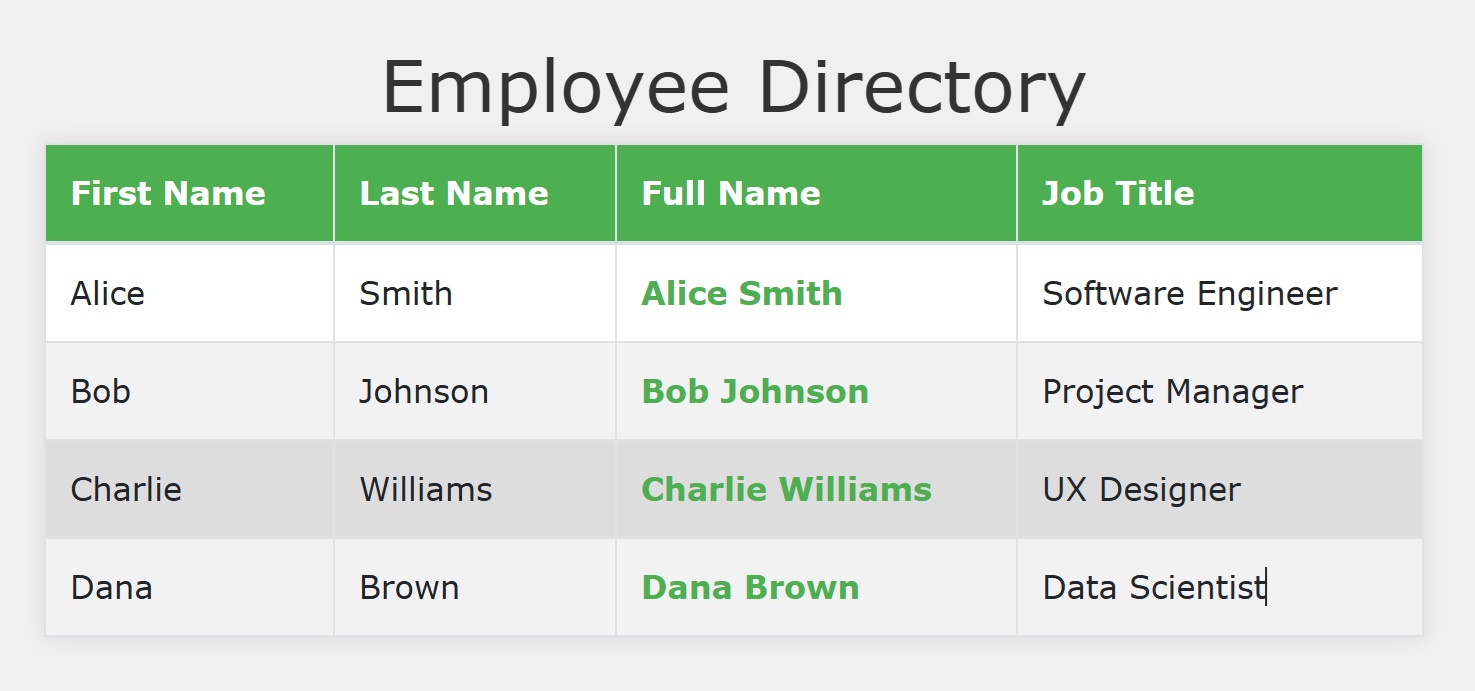 Employee Directory
First Name Last Name Full Name Job Title
Alice Smith Alice Smith Software Engineer
Bob Johnson Bob Johnson Project Manager
Charlie Williams Charlie Williams UX Designer
Dana Brown Dana Brown Data Scientist